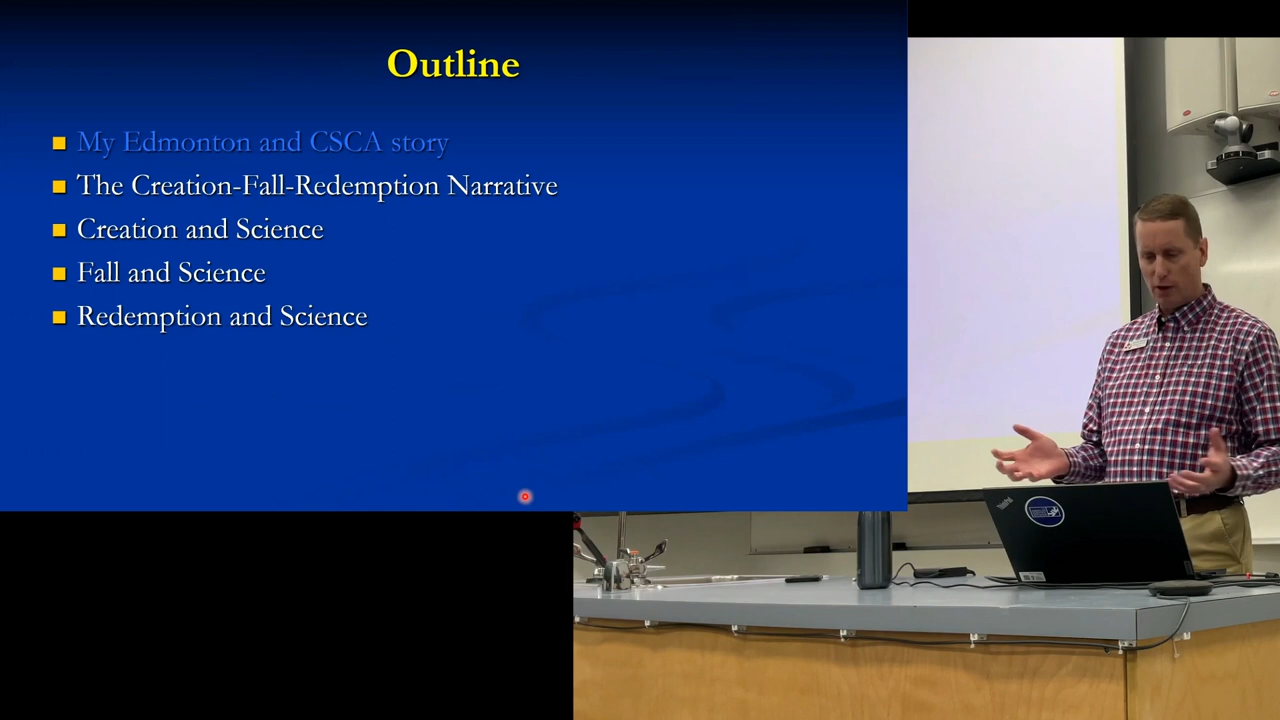 Outline
My Edmonton and CSCA story
The Creation-Fall-Redemption Narrative
Creation and Science
Fall and Science
Redemption and Science
ThinkPad